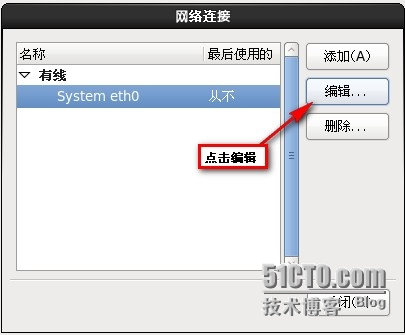 网络连接
名称 最后使用的
有线
System eth0 从不
添加(A)
编辑...
删除...
点击编辑
51CTO.com
技术博客 Blog